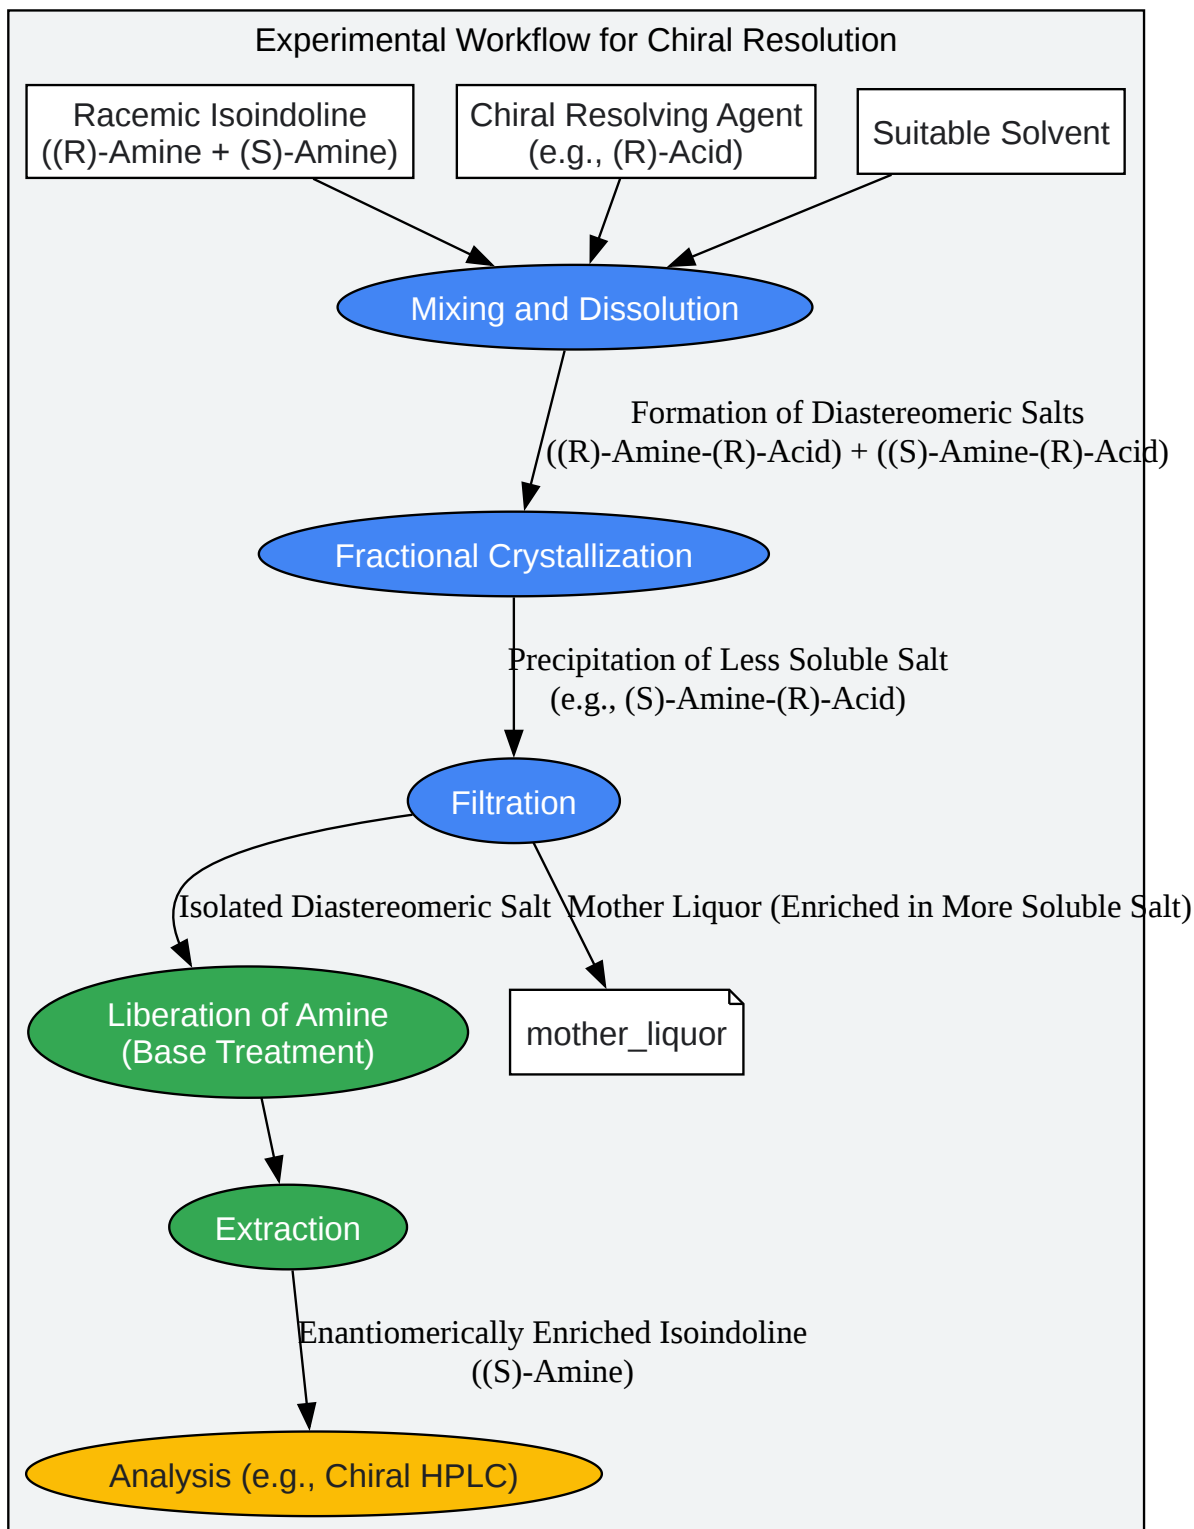 Experimental Workflow for Chiral Resolution
Racemic Isoindoline
((R)-Amine + (S)-Amine)
Chiral Resolving Agent
(e.g., (R)-Acid)
Suitable Solvent
Mixing and Dissolution
Formation of Diastereomeric Salts
((R)-Amine-(R)-Acid) + ((S)-Amine-(R)-Acid)
Fractional Crystallization
Precipitation of Less Soluble Salt
(e.g., (S)-Amine-(R)-Acid)
Filtration
Isolated Diastereomeric Salt
Mother Liquor (Enriched in More Soluble Salt)
Liberation of Amine
(Base Treatment)
mother_liquor
Extraction
Enantiomerically Enriched Isoindoline
((S)-Amine)
Analysis (e.g., Chiral HPLC)